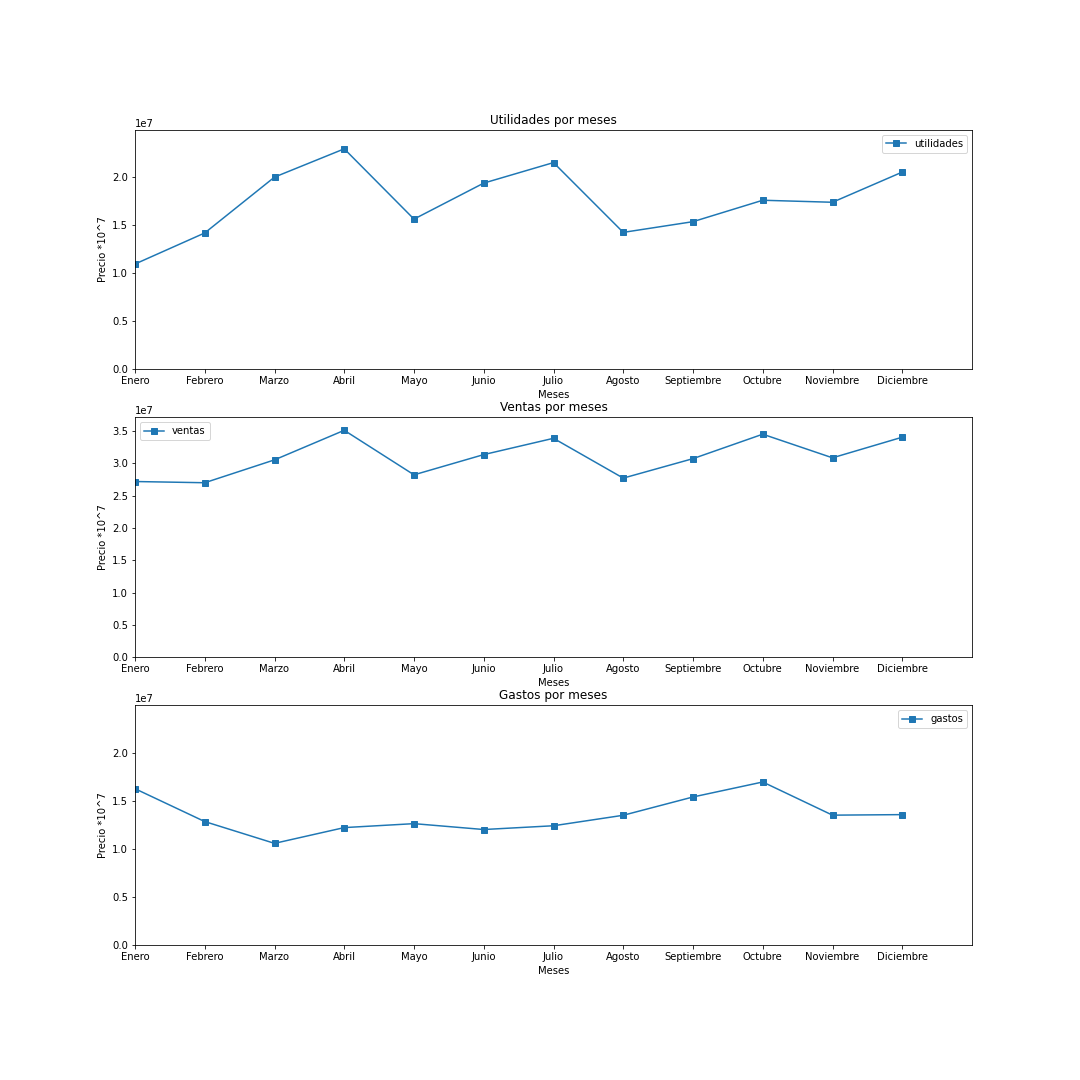 Utilidades por meses
1e7
utilidades
2.0
1.5
1.0
0.5
0.0
Precio *10^7
Enero Febrero Marzo Abril Mayo Junio Julio Agosto Septiembre Octubre Noviembre Diciembre
Meses
Ventas por meses
1e7
ventas
3.5
3.0
2.5
2.0
1.5
1.0
0.5
0.0
Precio *10^7
Enero Febrero Marzo Abril Mayo Junio Julio Agosto Septiembre Octubre Noviembre Diciembre
Meses
Gastos por meses
1e7
gastos
2.0
1.5
1.0
0.5
0.0
Precio *10^7
Enero Febrero Marzo Abril Mayo Junio Julio Agosto Septiembre Octubre Noviembre Diciembre
Meses